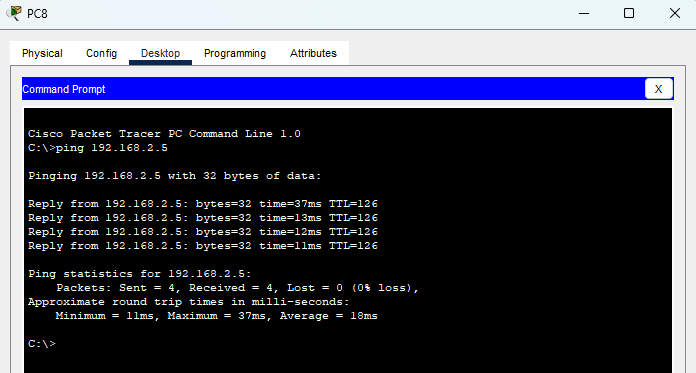 PC8
Physical Config Desktop Programming Attributes
Command Prompt X
Cisco Packet Tracer PC Command Line 1.0
C:\>ping 192.168.2.5
Pinging 192.168.2.5 with 32 bytes of data:
Reply from 192.168.2.5: bytes=32 time=37ms TTL=126
Reply from 192.168.2.5: bytes=32 time=13ms TTL=126
Reply from 192.168.2.5: bytes=32 time=12ms TTL=126
Reply from 192.168.2.5: bytes=32 time=11ms TTL=126
Ping statistics for 192.168.2.5:
Packets: Sent = 4, Received = 4, Lost = 0 (0% loss),
Approximate round trip times in milli-seconds:
Minimum = 11ms, Maximum = 37ms, Average = 18ms
C:\>